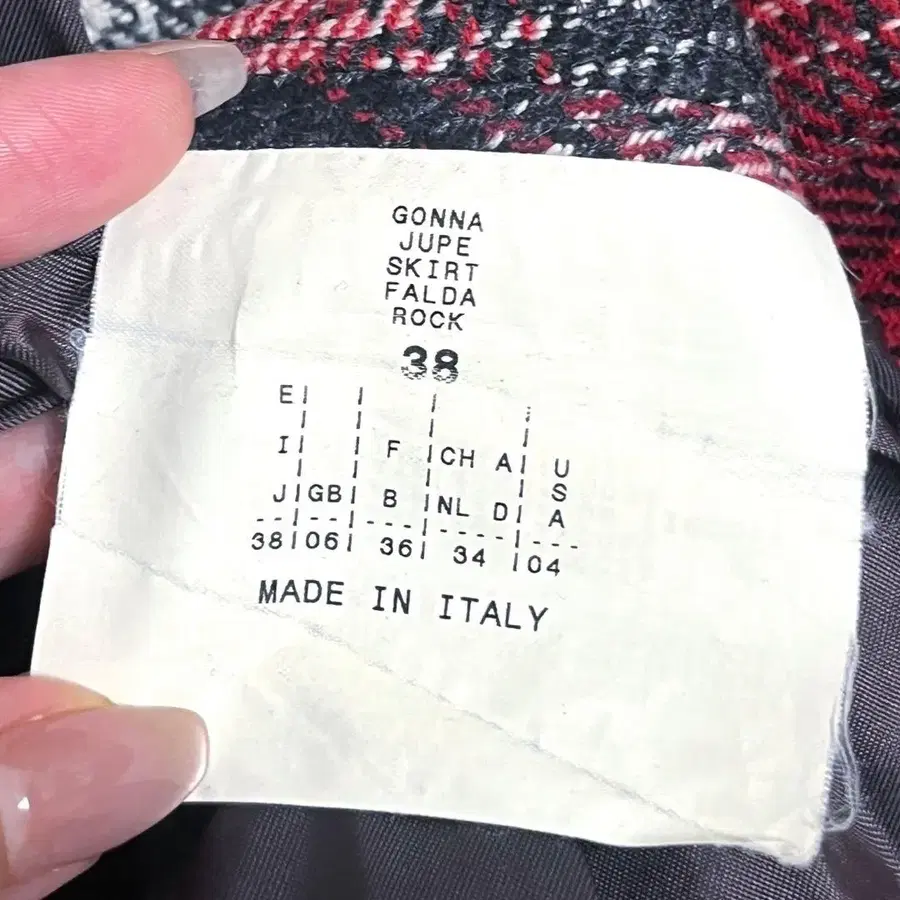 GONNA
JUPE
SKIRT
FALDA
ROCK
38
E
I F CH A U
S
J GB B NL D A
38 06 36 34 04
MADE IN ITALY